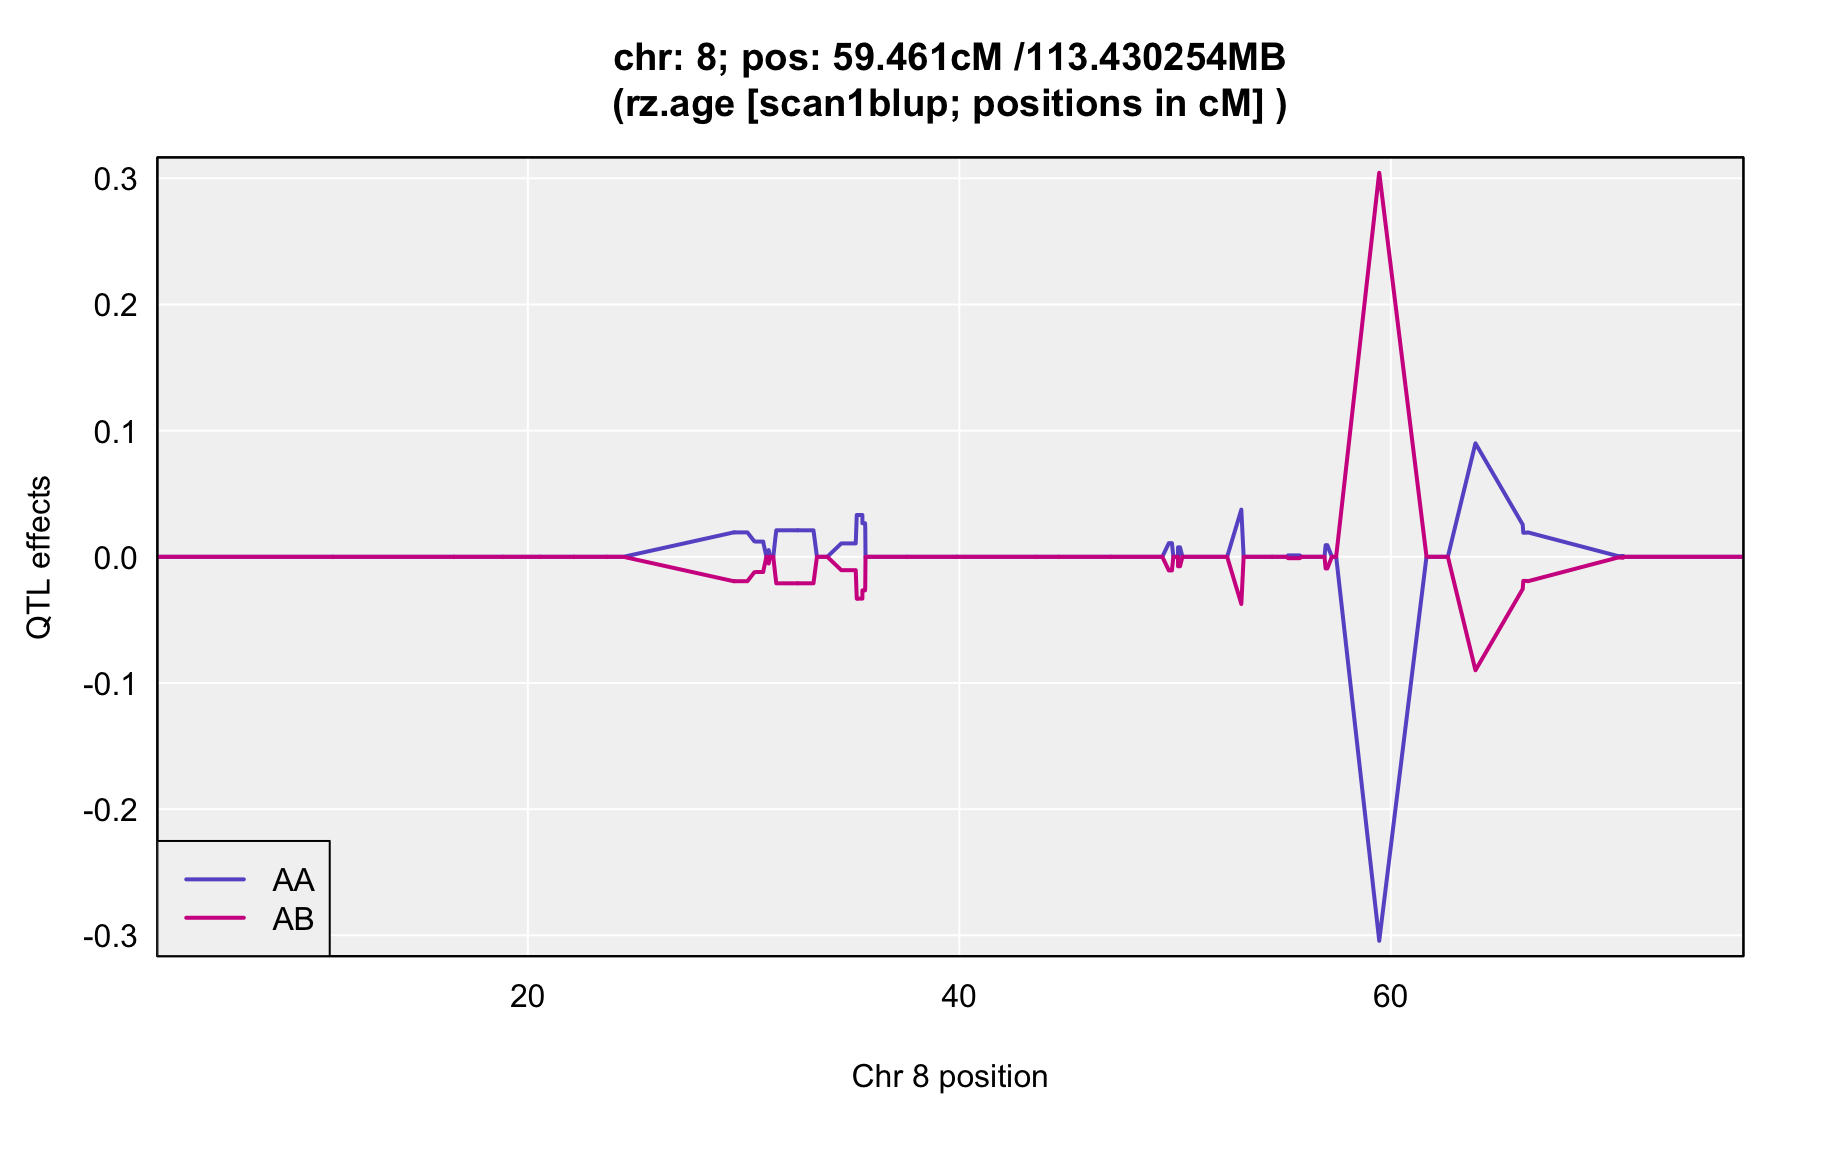 chr: 8; pos: 59.461cM /113.430254MB
(rz.age [scan1blup; positions in cM] )
QTL effects
0.3
0.2
0.1
0.0
-0.1
-0.2
-0.3
AA
AB
20
40
60
Chr 8 position